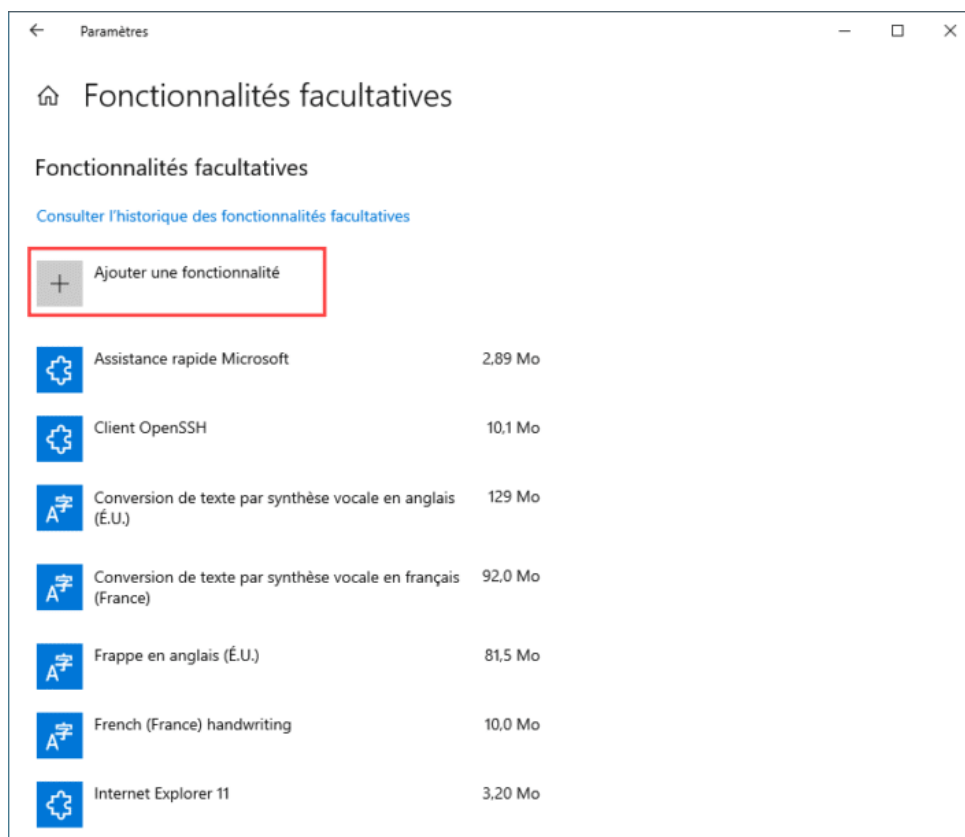 Paramètres
Fonctionnalités facultatives
Fonctionnalités facultatives
Consulter l'historique des fonctionnalités facultatives
Ajouter une fonctionnalité
Assistance rapide Microsoft 2,89 Mo
Client OpenSSH 10,1 Mo
Conversion de texte par synthèse vocale en anglais 129 Mo
(É.U.)
Conversion de texte par synthèse vocale en français 92,0 Mo
(France)
Frappe en anglais (É.U.) 81,5 Mo
French (France) handwriting 10,0 Mo
Internet Explorer 11 3,20 Mo